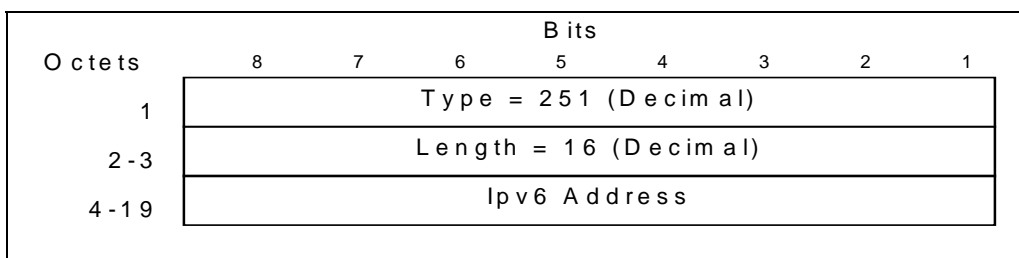 Bits
Octets 8 7 6 5 4 3 2 1
1 Type = 251 (Decimal)
2-3 Length = 16 (Decimal)
4-19 Ipv6 Address